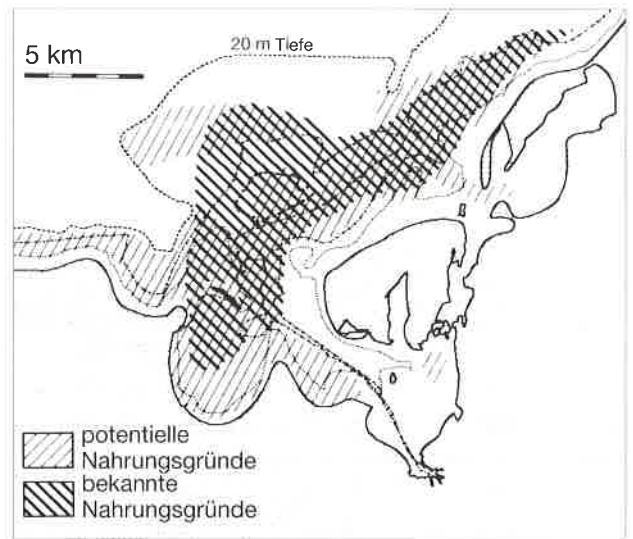 20 m Tiefe
5 km
potentielle
Nahrungsgründe
bekannte
Nahrungsgründe